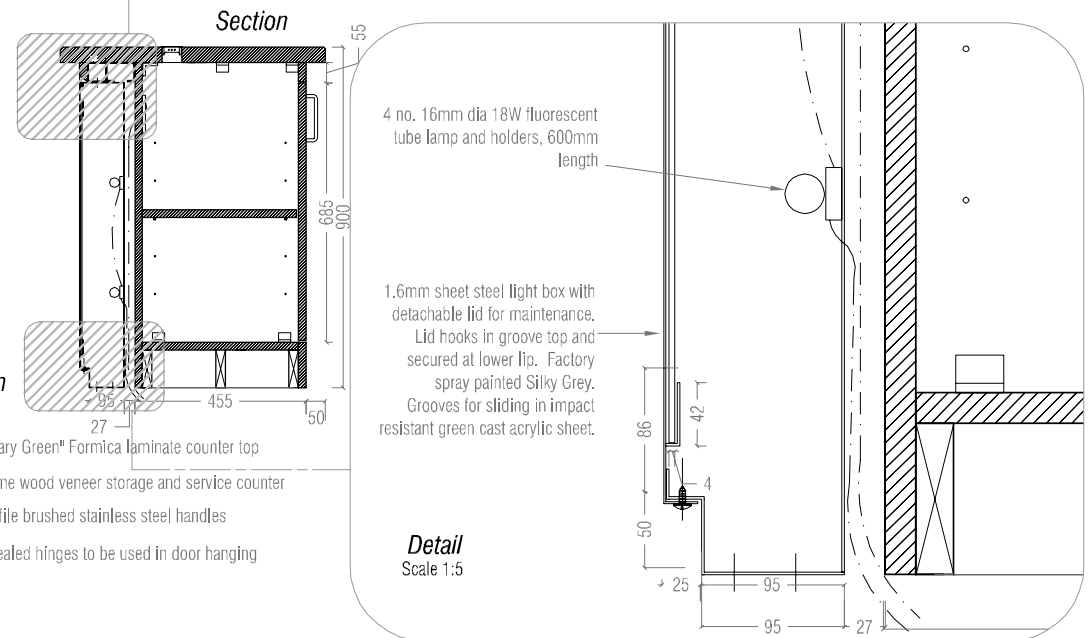 Section
55
685
900
95
455
27
50
Green" Formica laminate counter top
wood veneer storage and service counter
brushed stainless steel handles
hinges to be used in door hanging
4 no. 16mm dia 18W fluorescent
tube lamp and holders, 600mm
length
1.6mm sheet steel light box with
detachable lid for maintenance.
Lid hooks in groove top and
secured at lower lip. Factory
spray painted Silky Grey.
Grooves for sliding in impact
resistant green cast acrylic sheet.
86
42
4
50
25
95
95
27
Detail
Scale 1:5